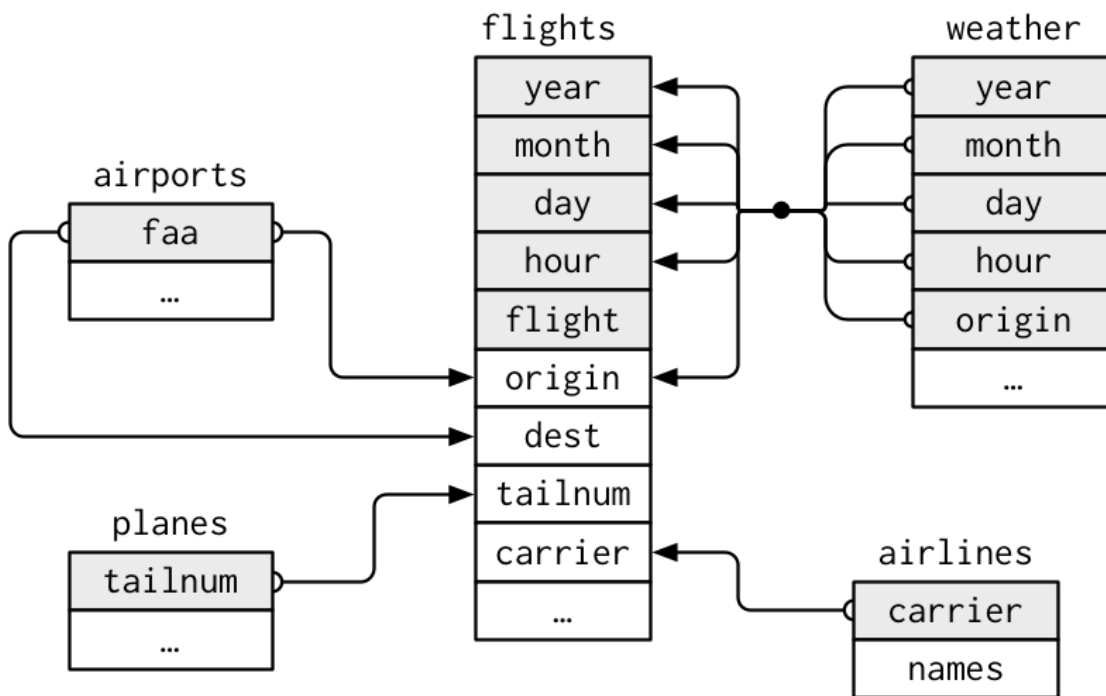 flights
year
month
day
hour
flight
origin
dest
tailnum
carrier
…
weather
year
month
day
hour
origin
…
airports
faa
…
planes
tailnum
…
airlines
carrier
names